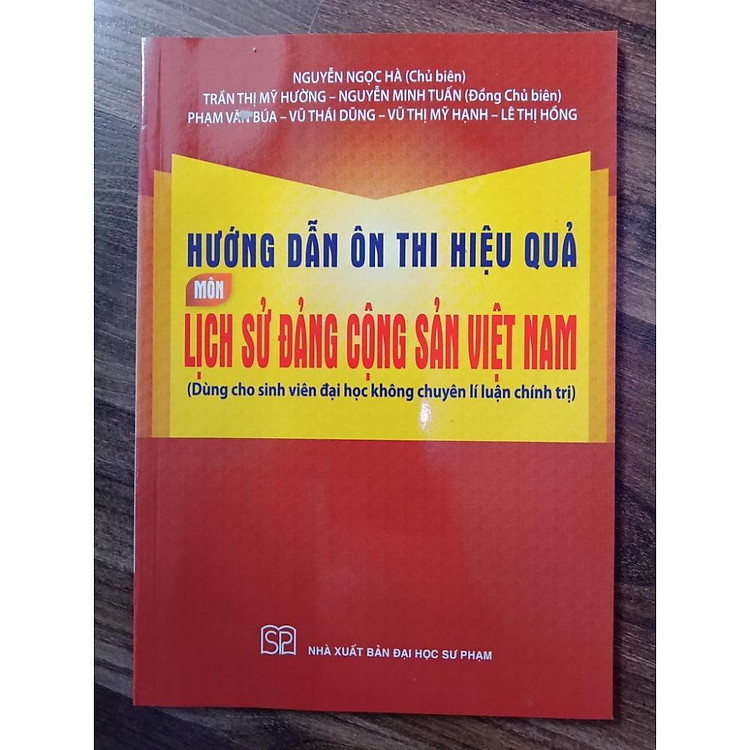 NGUYỄN NGỌC HÀ (Chủ biên)
TRẦN THỊ MỸ HƯỜNG – NGUYỄN MINH TUẤN (Đồng Chủ biên)
PHẠM VĂN BÚA – VŨ THÁI DŨNG – VŨ THỊ MỸ HẠNH – LÊ THỊ HỒNG
HƯỚNG DẪN ÔN THI HIỆU QUẢ
MÔN
LỊCH SỬ ĐẢNG CỘNG SẢN VIỆT NAM
(Dùng cho sinh viên đại học không chuyên lí luận chính trị)
SP
NHÀ XUẤT BẢN ĐẠI HỌC SƯ PHẠM